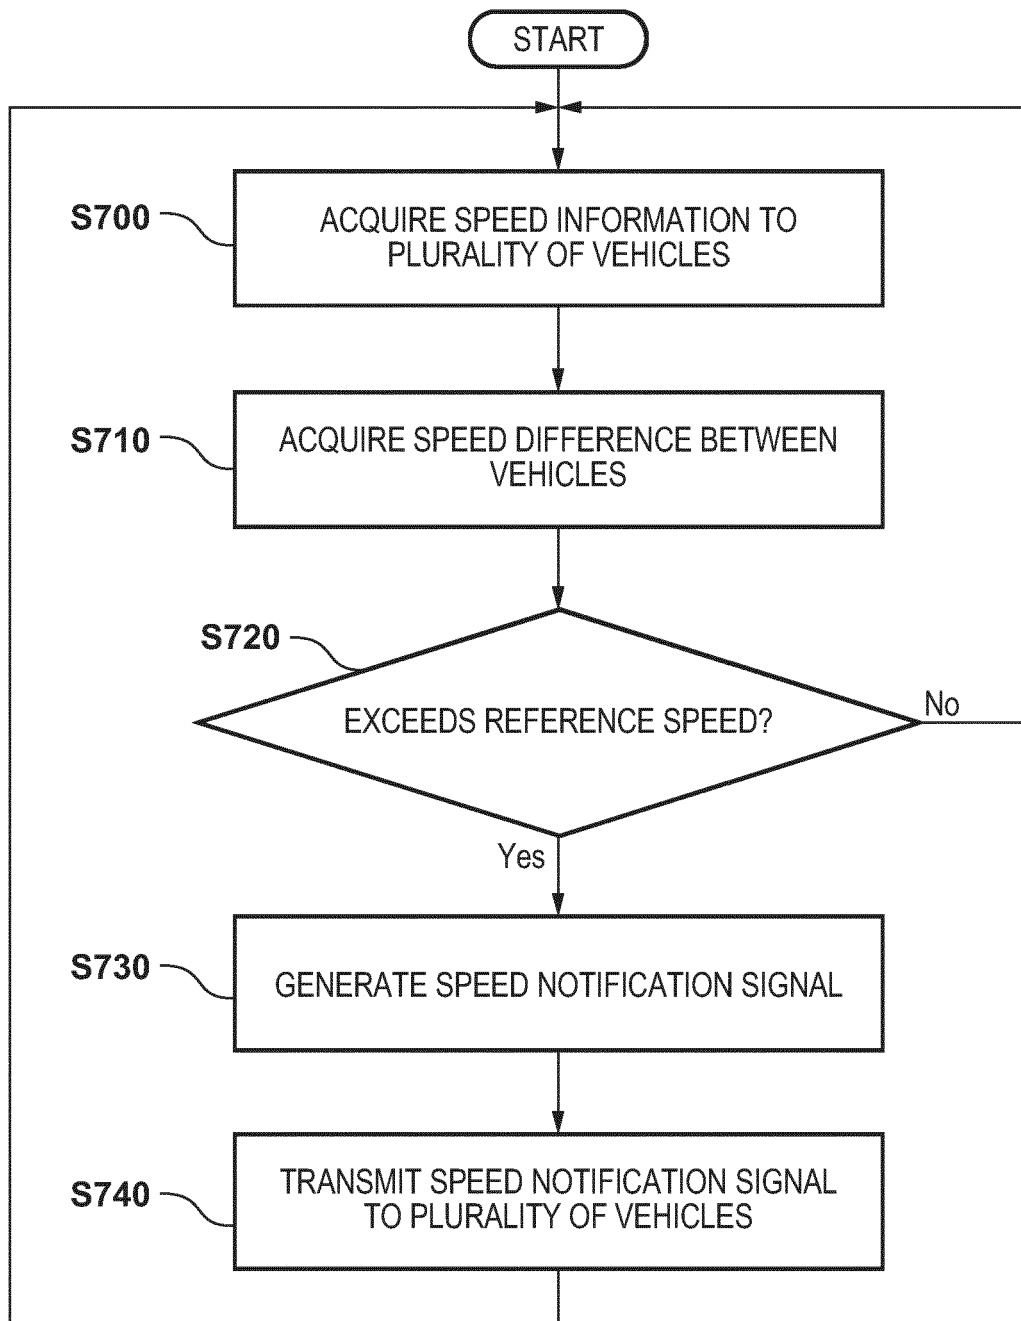 START
S700
ACQUIRE SPEED INFORMATION TO
PLURALITY OF VEHICLES
S710
ACQUIRE SPEED DIFFERENCE BETWEEN
VEHICLES
S720
EXCEEDS REFERENCE SPEED?
No
Yes
S730
GENERATE SPEED NOTIFICATION SIGNAL
S740
TRANSMIT SPEED NOTIFICATION SIGNAL
TO PLURALITY OF VEHICLES